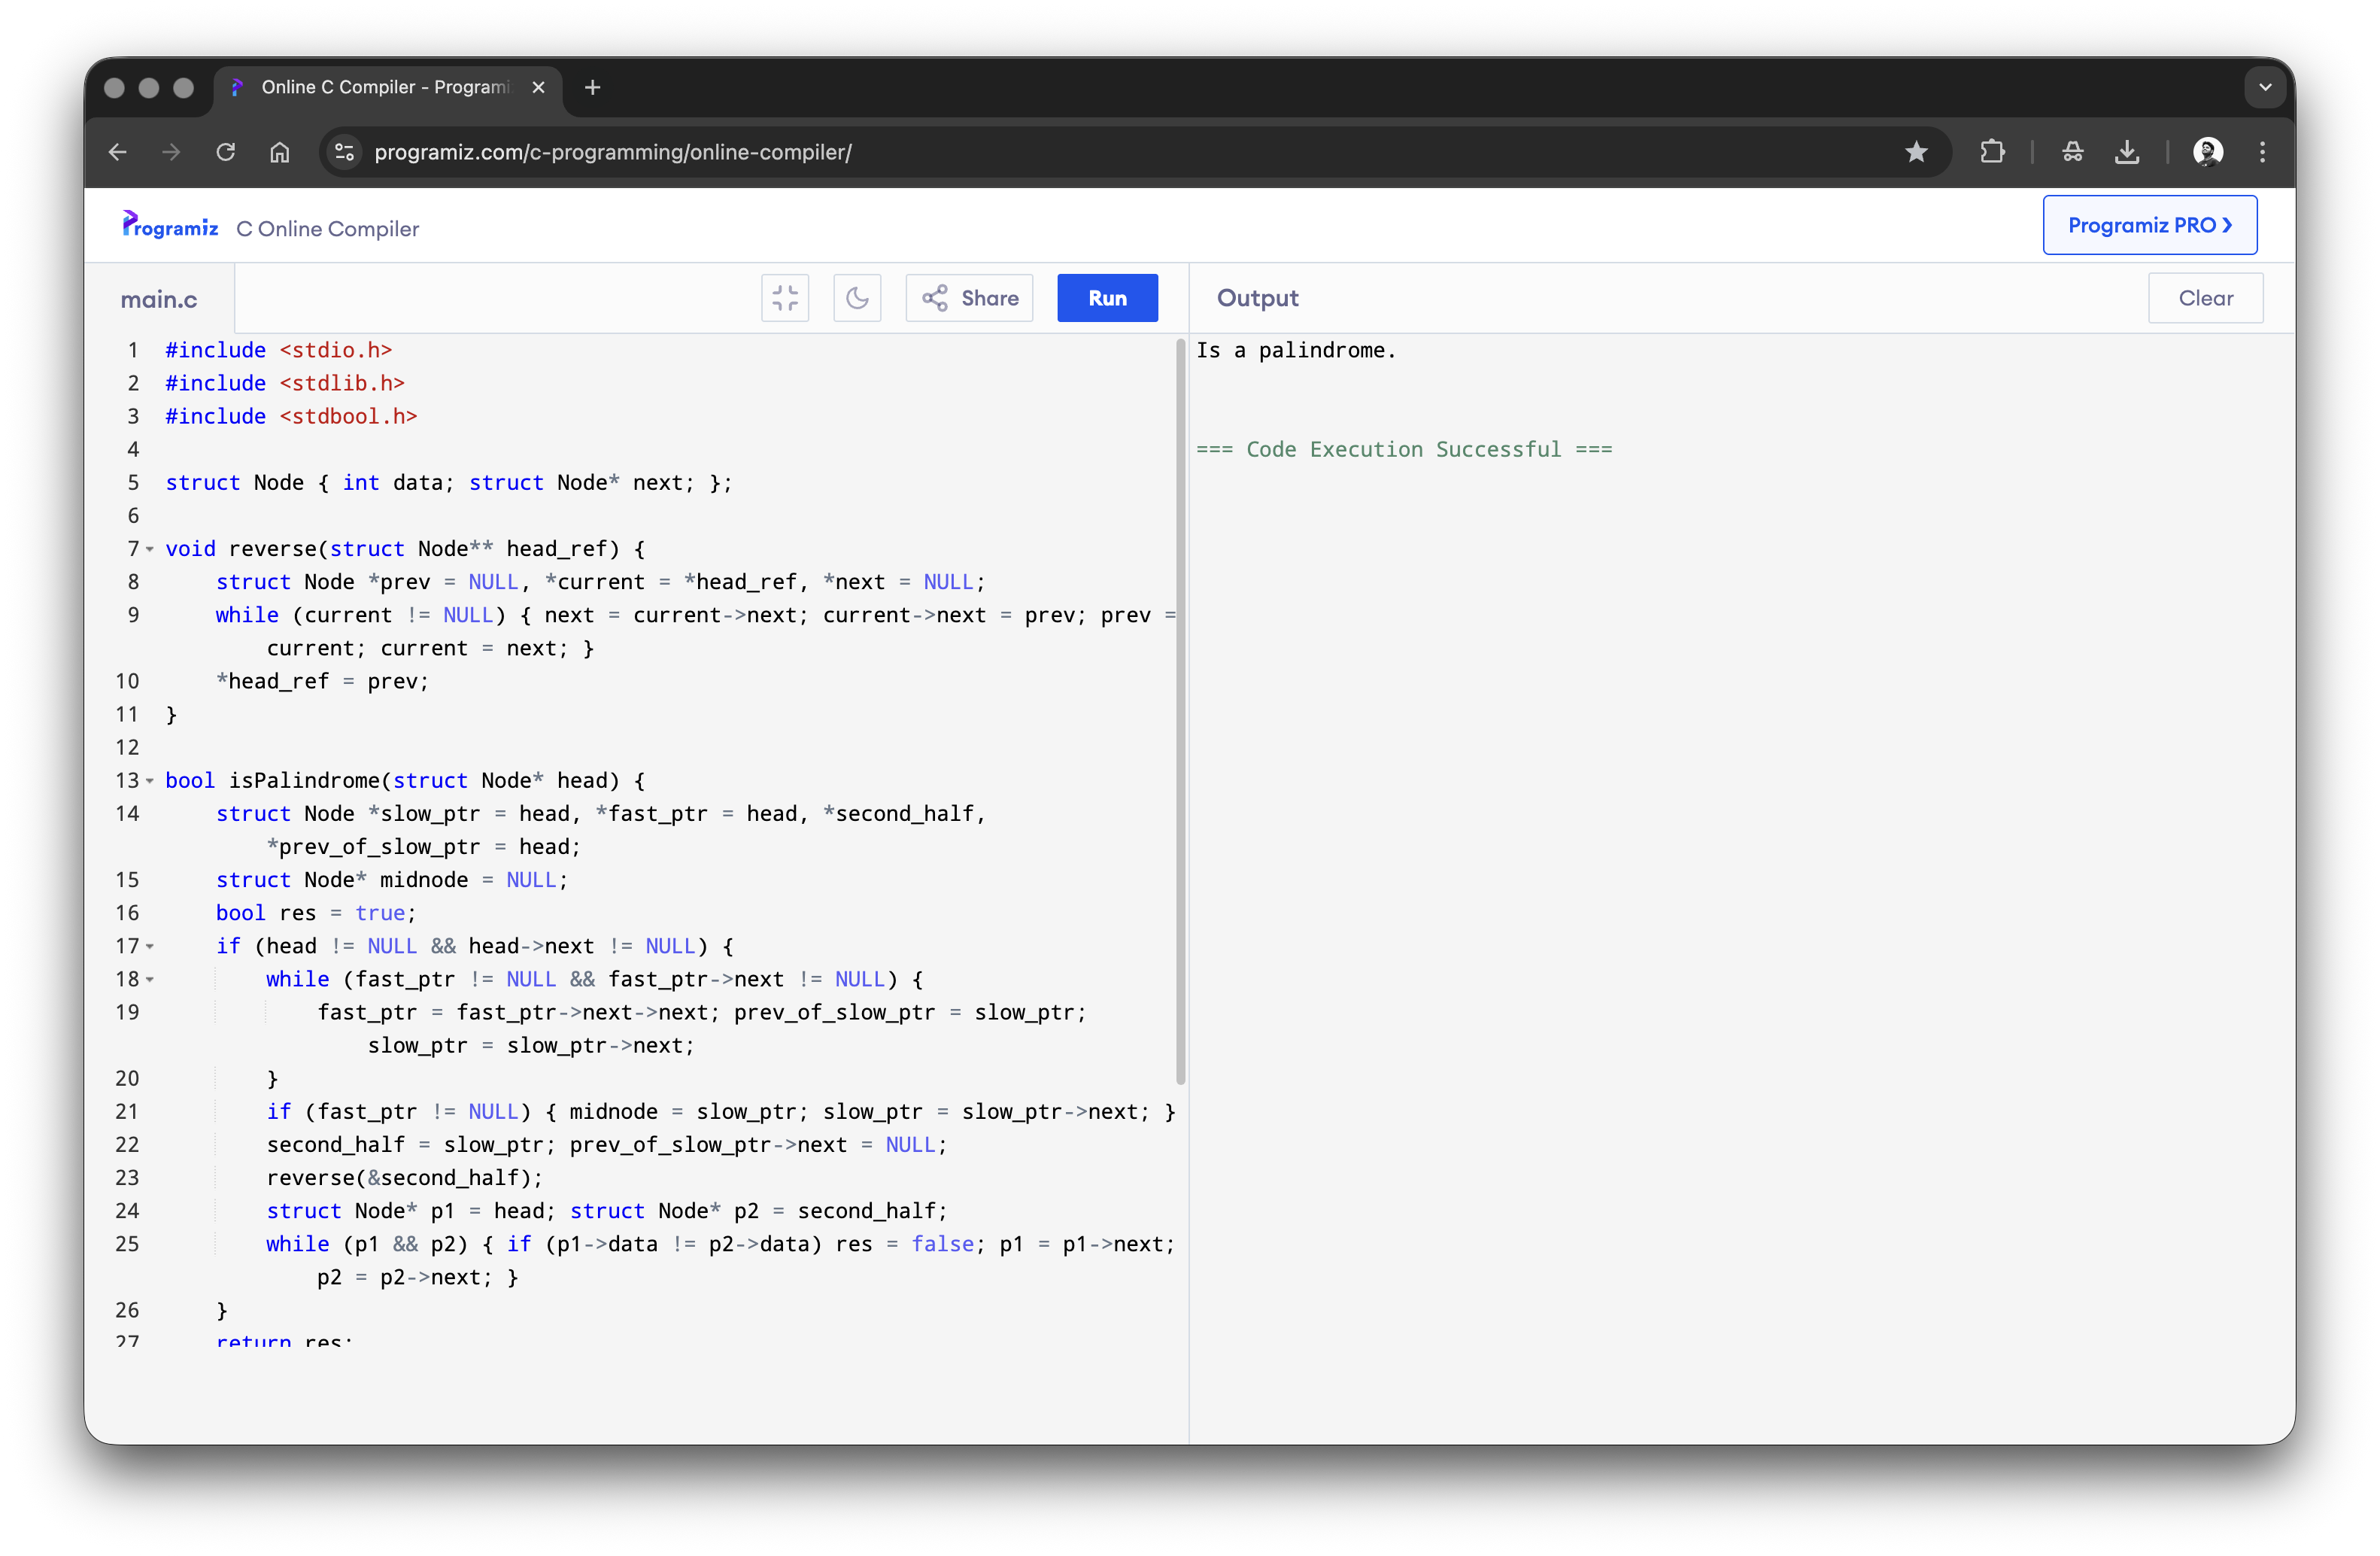 Online C Compiler - Programi
programiz.com/c-programming/online-compiler/
Programiz C Online Compiler
Programiz PRO ❯
main.c
Share
Run
Output
Clear
1 #include <stdio.h>
2 #include <stdlib.h>
3 #include <stdbool.h>
4
5 struct Node { int data; struct Node* next; };
6
7 void reverse(struct Node** head_ref) {
8     struct Node *prev = NULL, *current = *head_ref, *next = NULL;
9     while (current != NULL) { next = current->next; current->next = prev; prev =
        current; current = next; }
10     *head_ref = prev;
11 }
12
13 bool isPalindrome(struct Node* head) {
14     struct Node *slow_ptr = head, *fast_ptr = head, *second_half,
        *prev_of_slow_ptr = head;
15     struct Node* midnode = NULL;
16     bool res = true;
17     if (head != NULL && head->next != NULL) {
18         while (fast_ptr != NULL && fast_ptr->next != NULL) {
19             fast_ptr = fast_ptr->next->next; prev_of_slow_ptr = slow_ptr;
                slow_ptr = slow_ptr->next;
20         }
21         if (fast_ptr != NULL) { midnode = slow_ptr; slow_ptr = slow_ptr->next; }
22         second_half = slow_ptr; prev_of_slow_ptr->next = NULL;
23         reverse(&second_half);
24         struct Node* p1 = head; struct Node* p2 = second_half;
25         while (p1 && p2) { if (p1->data != p2->data) res = false; p1 = p1->next;
            p2 = p2->next; }
26     }
27     return res;
Is a palindrome.
=== Code Execution Successful ===